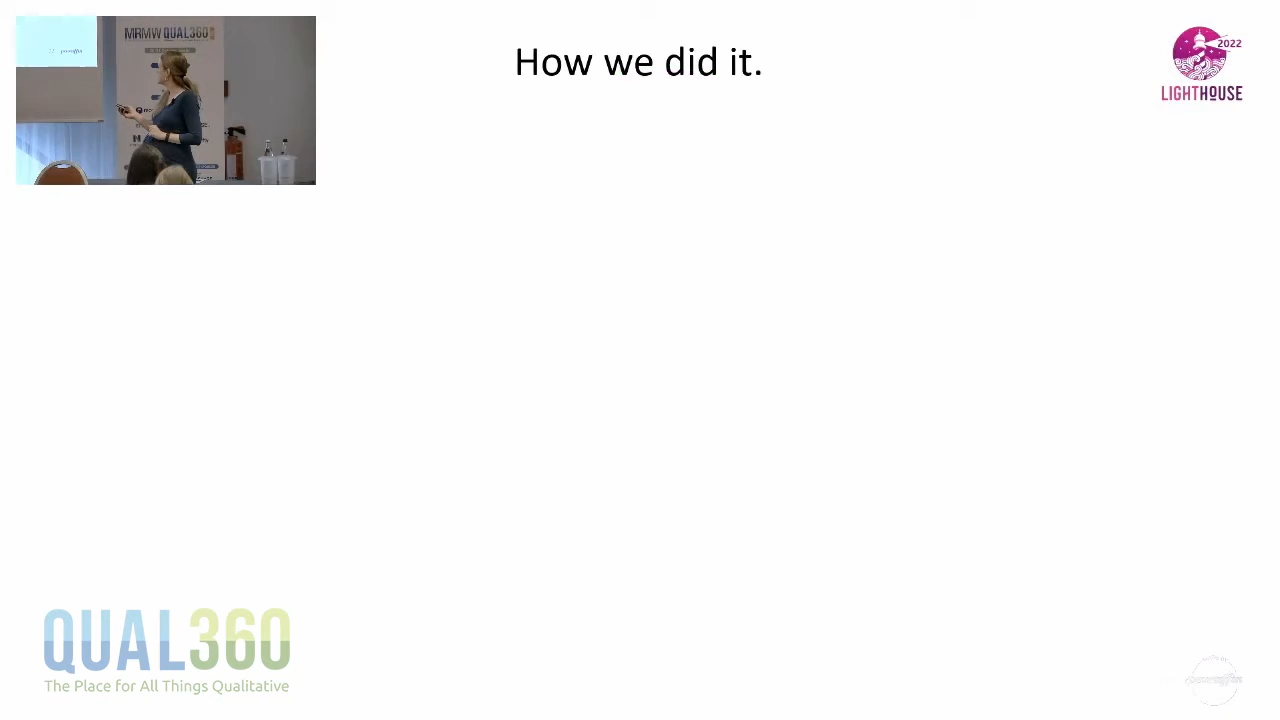 MRMW QUAL360
How we did it.
2022
LIGHTHOUSE
QUAL360
The Place for All Things Qualitative